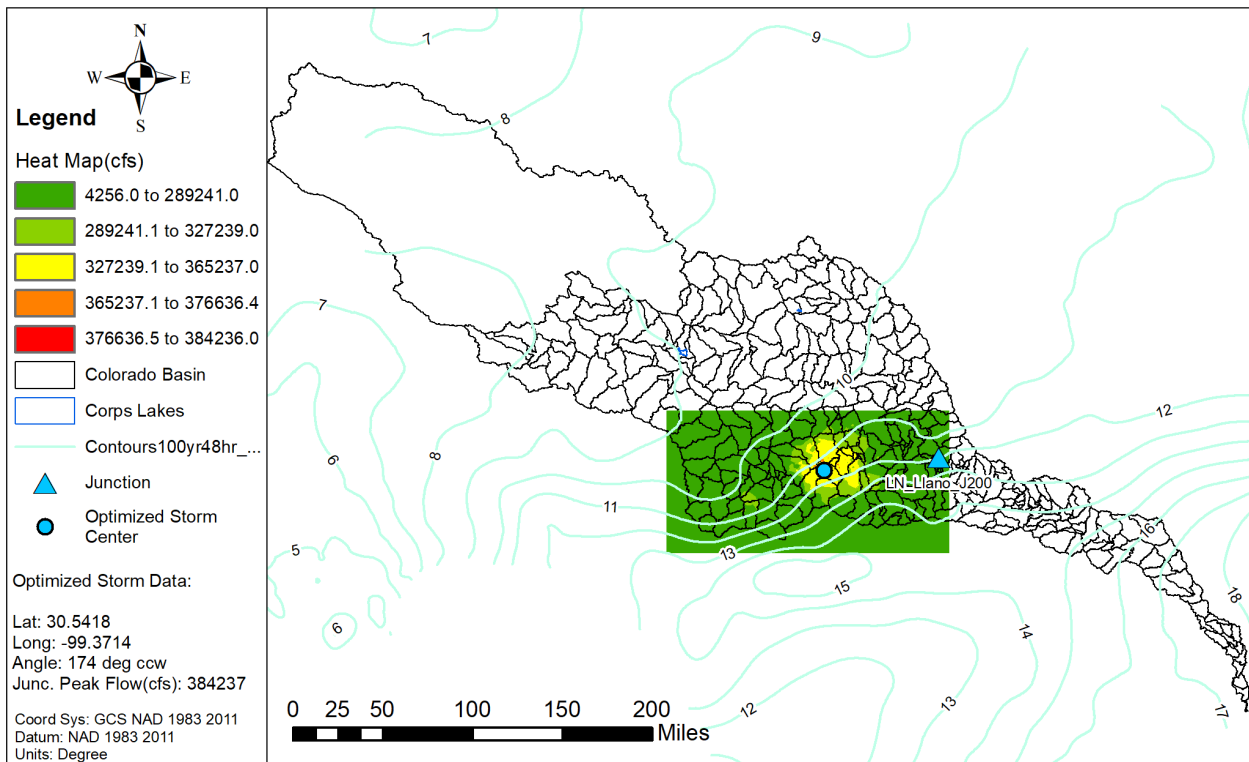 N
W
E
S
Legend
Heat Map(cfs)
4256.0 to 289241.0
289241.1 to 327239.0
327239.1 to 365237.0
365237.1 to 376636.4
376636.5 to 384236.0
Colorado Basin
Corps Lakes
Contours100yr48hr_...
Junction
Optimized Storm
Center
Optimized Storm Data:
Lat: 30.5418
Long: -99.3714
Angle: 174 deg ccw
Junc. Peak Flow(cfs): 384237
Coord Sys: GCS NAD 1983 2011
Datum: NAD 1983 2011
Units: Degree
7
9
8
7
10
12
6
8
LN_Llano_J200
11
16
5
13
15
18
6
14
12
13
17
0 25 50 100 150 200
Miles